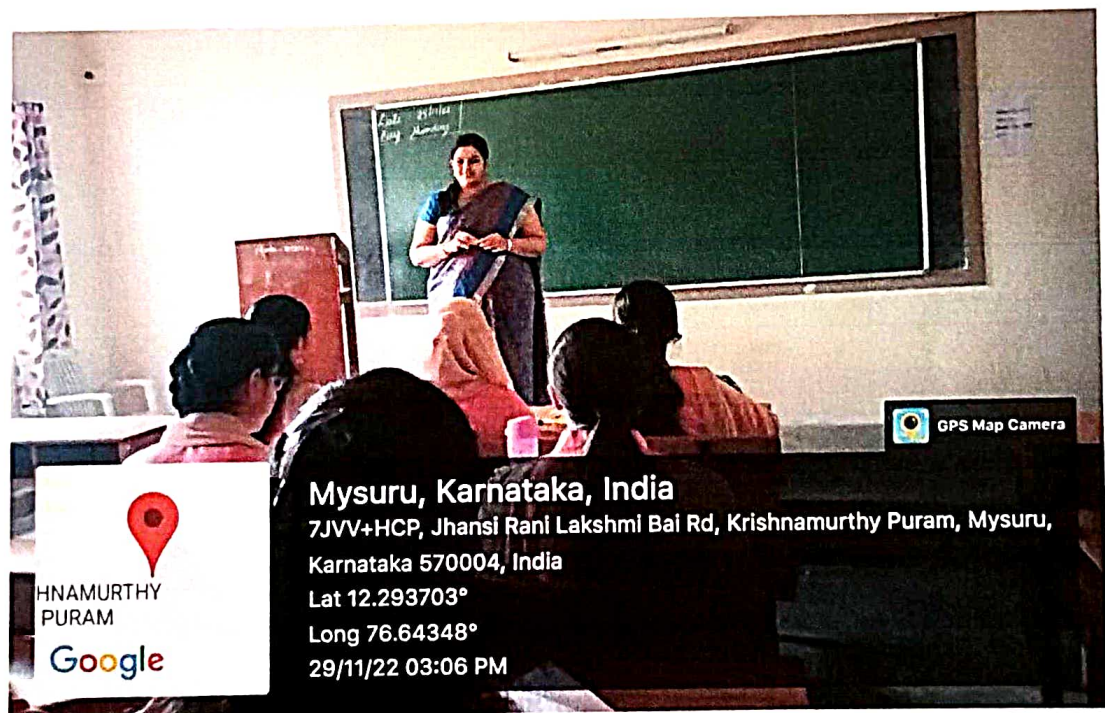 GPS Map Camera
Mysuru, Karnataka, India
7JVV+HCP, Jhansi Rani Lakshmi Bai Rd, Krishnamurthy Puram, Mysuru,
Karnataka 570004, India
Lat 12.293703°
Long 76.64348°
29/11/22 03:06 PM
HNAMURTHY
PURAM
Google